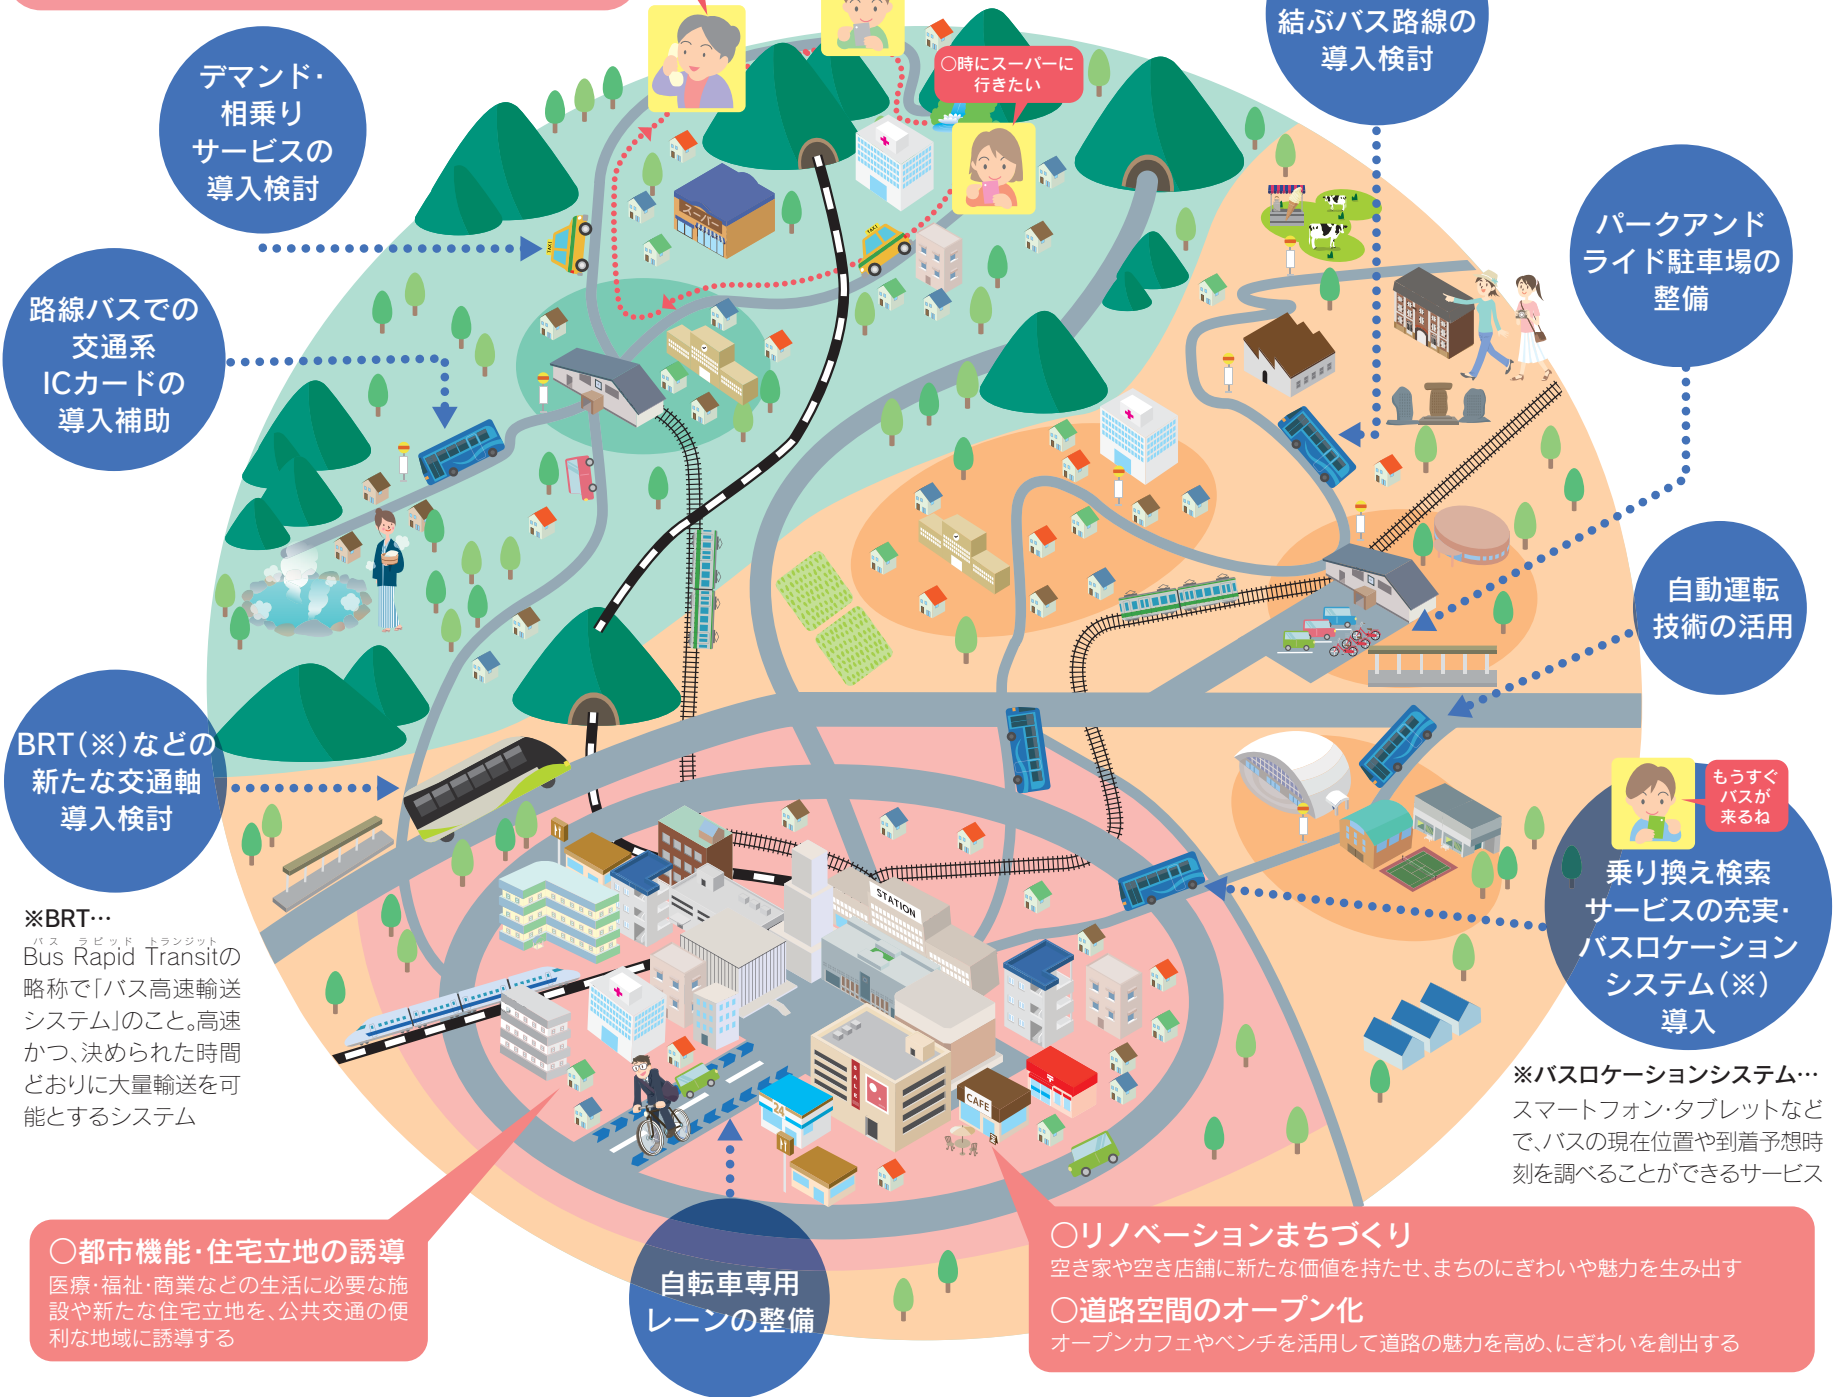 結ぶバス路線の
導入検討
デマンド・
相乗り
サービスの
導入検討
○時にスーパーに
行きたい
スーパー
TAXI
TAXI
パークアンド
ライド駐車場の
整備
路線バスでの
交通系
ICカードの
導入補助
自動運転
技術の活用
BRT（※）などの
新たな交通軸
導入検討
もうすぐ
バスが
来るね
乗り換え検索
サービスの充実・
バスロケーション
システム（※）
導入
※BRT…
バス ラピッド トランジット
Bus Rapid Transitの
略称で「バス高速輸送
システム」のこと。高速
かつ、決められた時間
どおりに大量輸送を可
能とするシステム
STATION
SALE
24
CAFE
※バスロケーションシステム…
スマートフォン・タブレットなど
で、バスの現在位置や到着予想時
刻を調べることができるサービス
○都市機能・住宅立地の誘導
医療・福祉・商業などの生活に必要な施
設や新たな住宅立地を、公共交通の便
利な地域に誘導する
自転車専用
レーンの整備
○リノベーションまちづくり
空き家や空き店舗に新たな価値を持たせ、まちのにぎわいや魅力を生み出す
○道路空間のオープン化
オープンカフェやベンチを活用して道路の魅力を高め、にぎわいを創出する